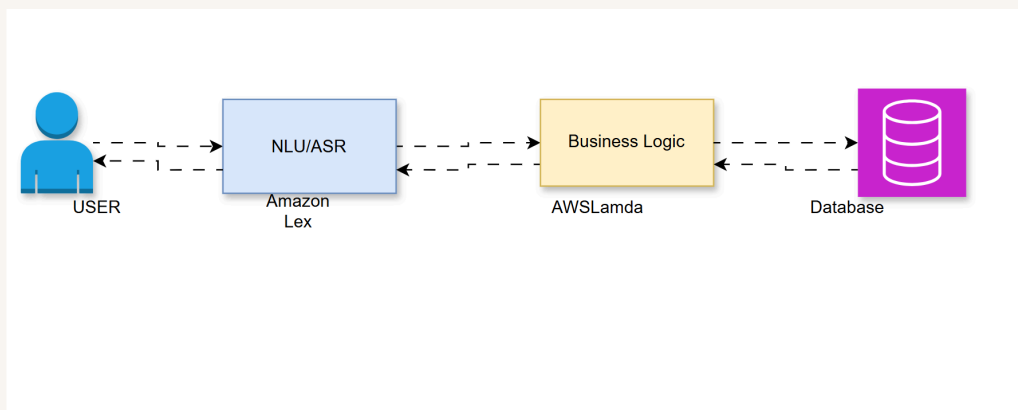 NLU/ASR
Business Logic
USER
Amazon
Lex
AWSLamda
Database